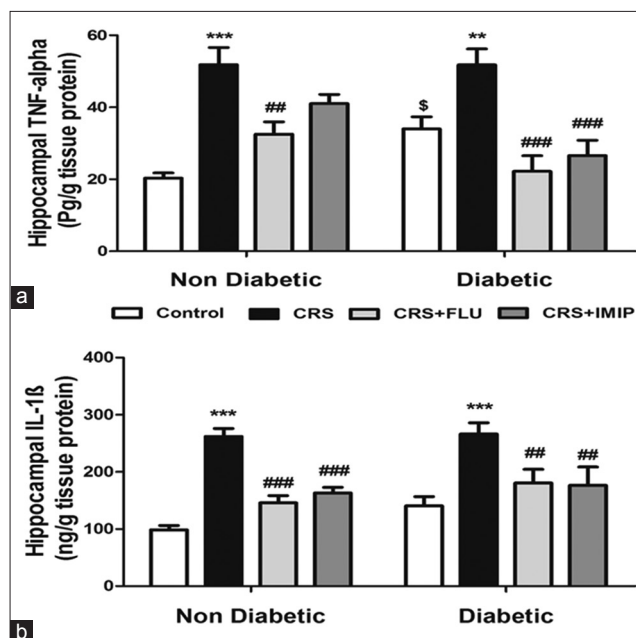 Hippocampal TNF-alpha
(Pg/g tissue protein)
60
40
20
0
***
##
$
**
###
###
Non Diabetic
Diabetic
a
Control
CRS
CRS+FLU
CRS+IMIP
Hippocampal IL-1ß
(ng/g tissue protein)
400
300
200
100
0
***
###
###
***
##
##
Non Diabetic
Diabetic
b